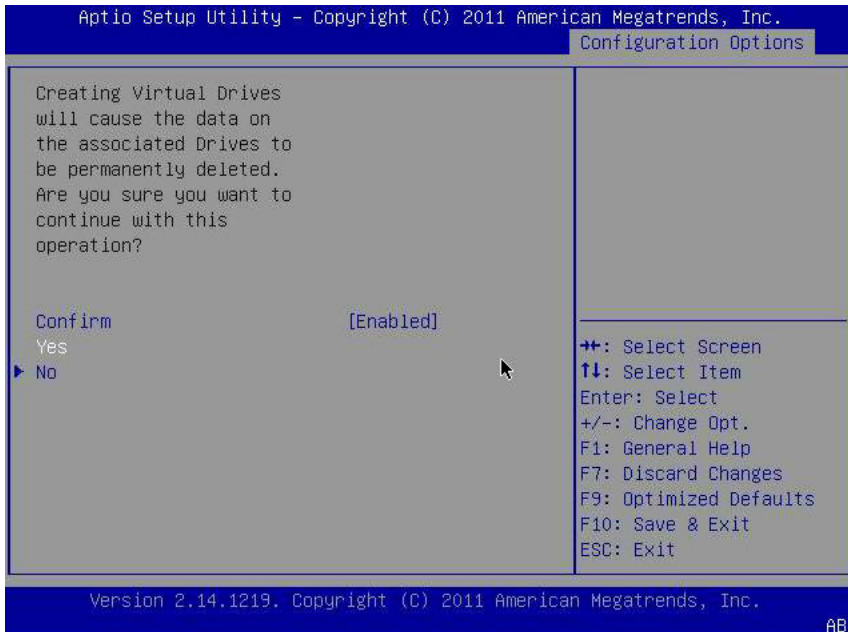 Aptio Setup Utility – Copyright (C) 2011 American Megatrends, Inc.
Configuration Options
Creating Virtual Drives
will cause the data on
the associated Drives to
be permanently deleted.
Are you sure you want to
continue with this
operation?
Confirm [Enabled]
Yes
No
→←: Select Screen
↑↓: Select Item
Enter: Select
+/-: Change Opt.
F1: General Help
F7: Discard Changes
F9: Optimized Defaults
F10: Save & Exit
ESC: Exit
Version 2.14.1219. Copyright (C) 2011 American Megatrends, Inc.
AB